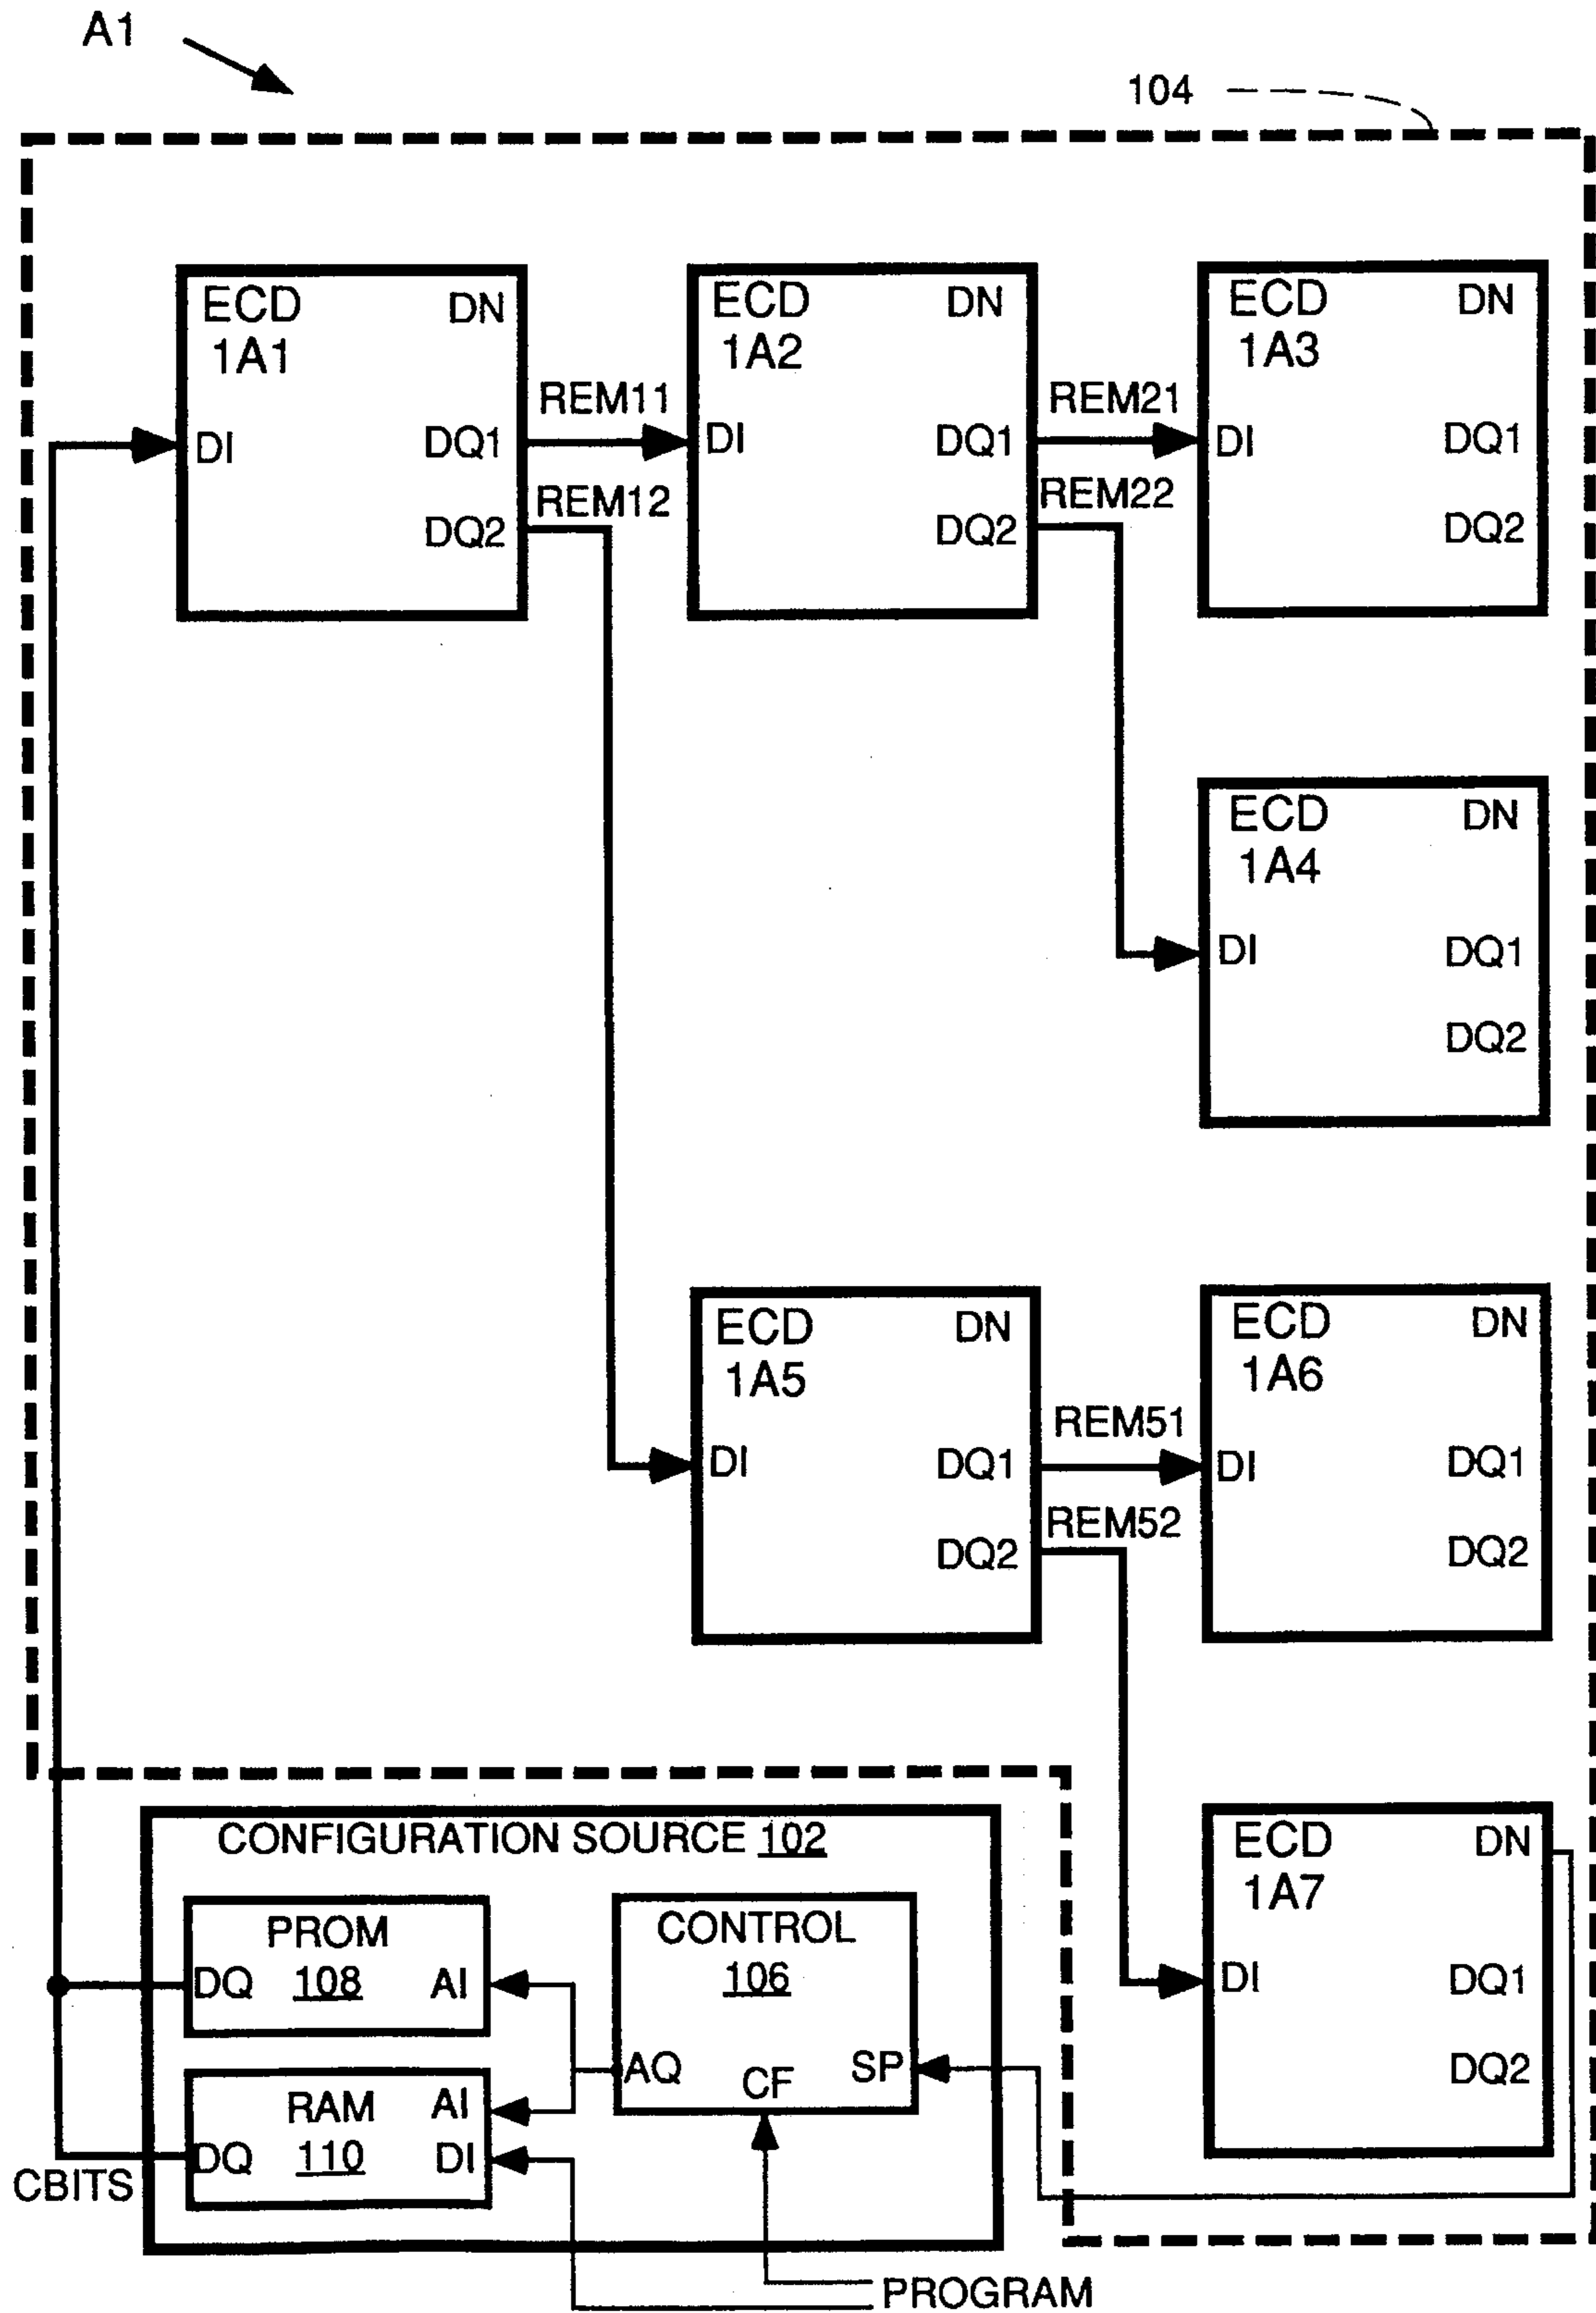 A1
104
ECD DN
1A1
DI DQ1
DQ2
REM11
REM12
ECD DN
1A2
DI DQ1
DQ2
REM21
REM22
ECD DN
1A3
DI DQ1
DQ2
ECD DN
1A4
DI DQ1
DQ2
ECD DN
1A5
DI DQ1
DQ2
REM51
REM52
ECD DN
1A6
DI DQ1
DQ2
ECD DN
1A7
DI DQ1
DQ2
CONFIGURATION SOURCE 102
PROM
DQ 108 AI
CONTROL
106
AQ CF SP
RAM AI
DQ 110 DI
CBITS
PROGRAM